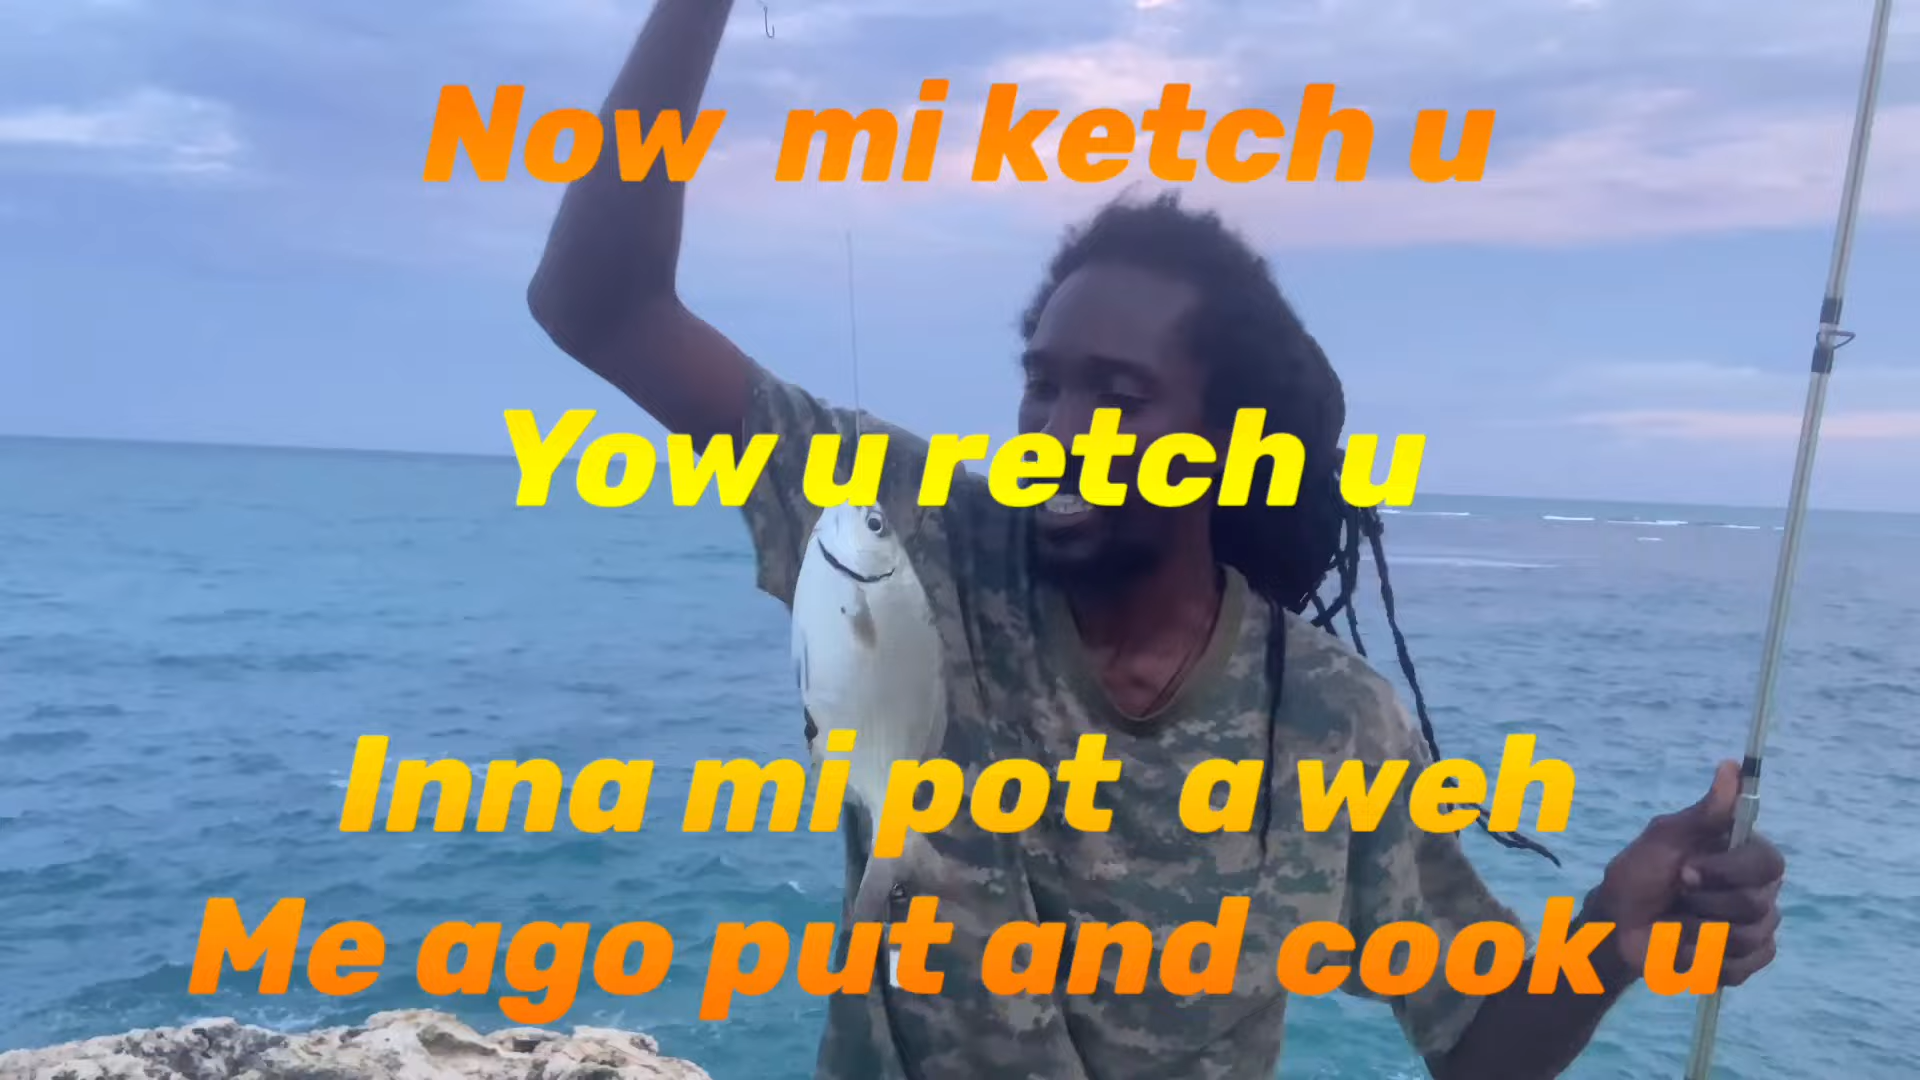 Now mi ketch u
Yow u retch u
Inna mi pot a weh
Me ago put and cook u